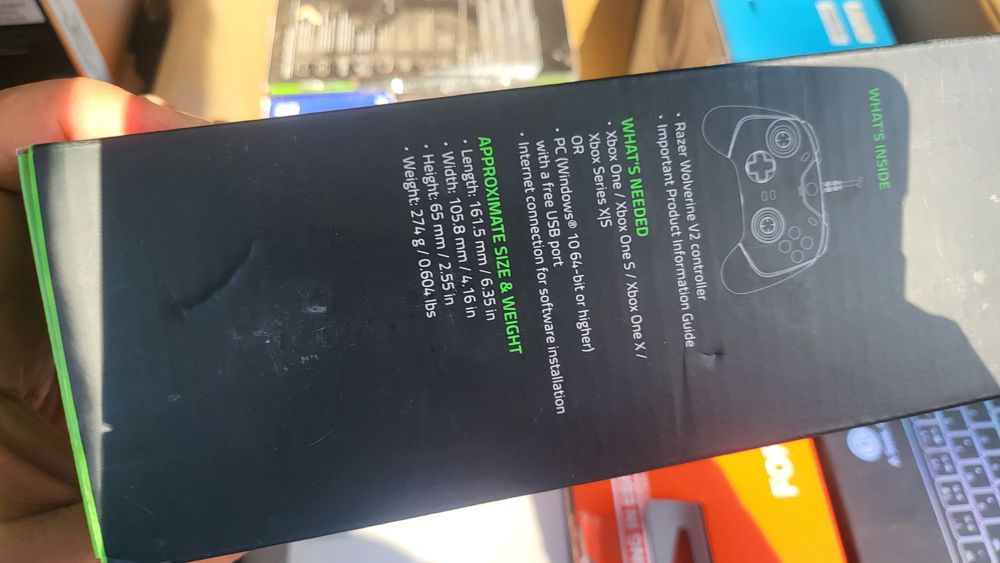 WHAT'S INSIDE
• Razer Wolverine V2 controller
• Important Product Information Guide
WHAT'S NEEDED
• Xbox One / Xbox One S / Xbox One X /
Xbox Series X|S
OR
• PC (Windows® 10 64-bit or higher)
with a free USB port
• Internet connection for software installation
APPROXIMATE SIZE & WEIGHT
• Length: 161.5 mm / 6.35 in
• Width: 105.8 mm / 4.16 in
• Height: 65 mm / 2.55 in
• Weight: 274 g / 0.604 lbs